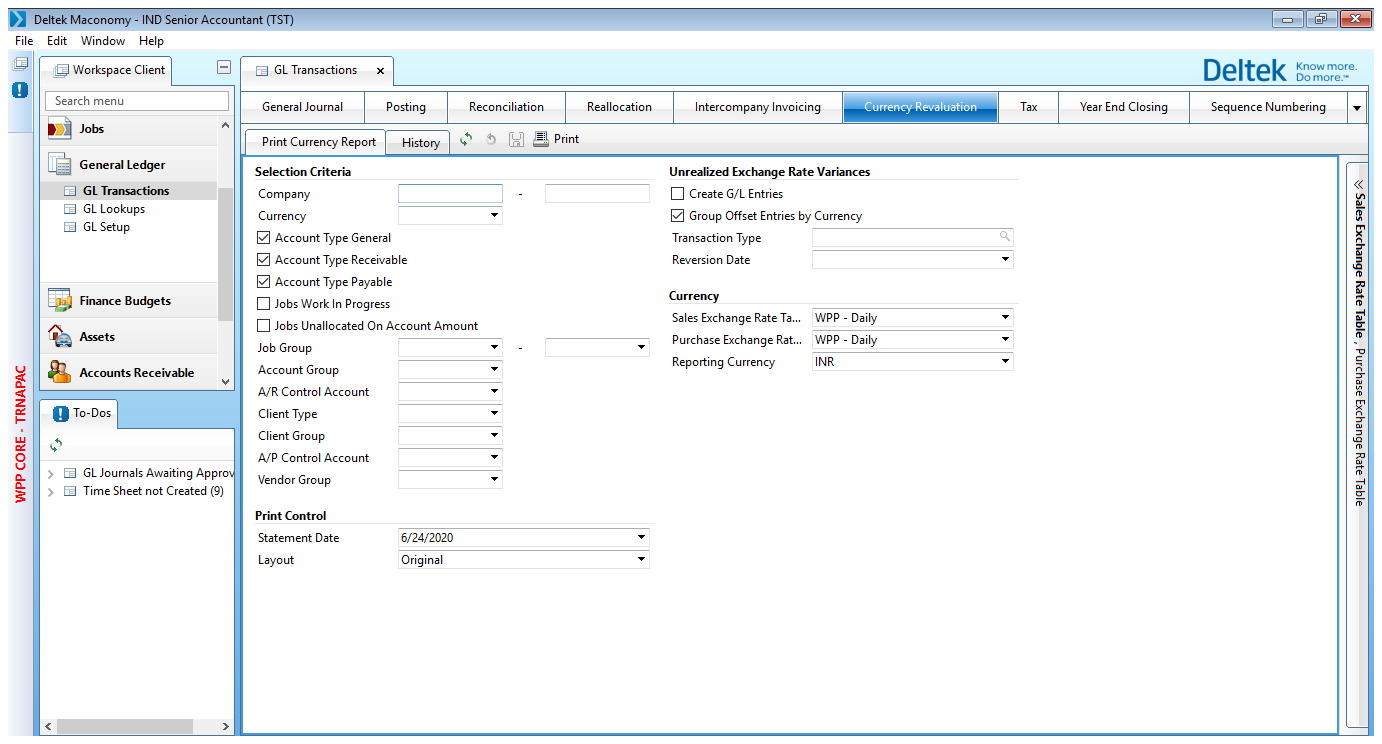 Deltek Maconomy - IND Senior Accountant (TST)
File Edit Window Help
Workspace Client
Search menu
Jobs
General Ledger
GL Transactions
GL Lookups
GL Setup
Finance Budgets
Assets
Accounts Receivable
To-Dos
GL Journals Awaiting Approv
Time Sheet not Created (9)
WPP CORE - TRNAPAC
GL Transactions x
Deltek Know more.
Do more.™
General Journal Posting Reconciliation Reallocation Intercompany Invoicing Currency Revaluation Tax Year End Closing Sequence Numbering
Print Currency Report History Print
Selection Criteria
Company -
Currency
Account Type General
Account Type Receivable
Account Type Payable
Jobs Work In Progress
Jobs Unallocated On Account Amount
Job Group -
Account Group
A/R Control Account
Client Type
Client Group
A/P Control Account
Vendor Group
Print Control
Statement Date 6/24/2020
Layout Original
Unrealized Exchange Rate Variances
Create G/L Entries
Group Offset Entries by Currency
Transaction Type
Reversion Date
Currency
Sales Exchange Rate Ta... WPP - Daily
Purchase Exchange Rat... WPP - Daily
Reporting Currency INR
Sales Exchange Rate Table , Purchase Exchange Rate Table